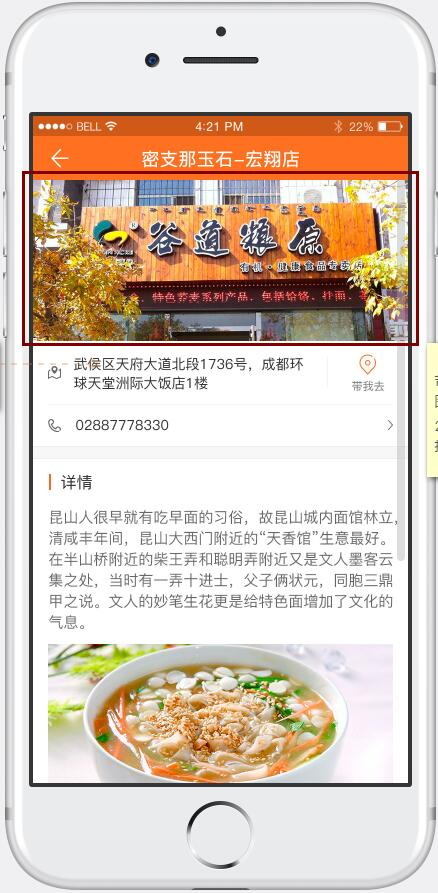 BELL
4:21 PM
22%
密支那玉石-宏翔店
谷道粮原
有机·健康食品专卖店
特色荞麦系列产品，包括饸饹、挂面、
武侯区天府大道北段1736号，成都环
球天堂洲际大饭店1楼
带我去
02887778330
详情
昆山人很早就有吃早面的习俗，故昆山城内面馆林立，
清咸丰年间，昆山大西门附近的“天香馆”生意最好。
在半山桥附近的柴王弄和聪明弄附近又是文人墨客云
集之处，当时有一弄十进士，父子俩状元，同胞三鼎
甲之说。文人的妙笔生花更是给特色面增加了文化的
气息。